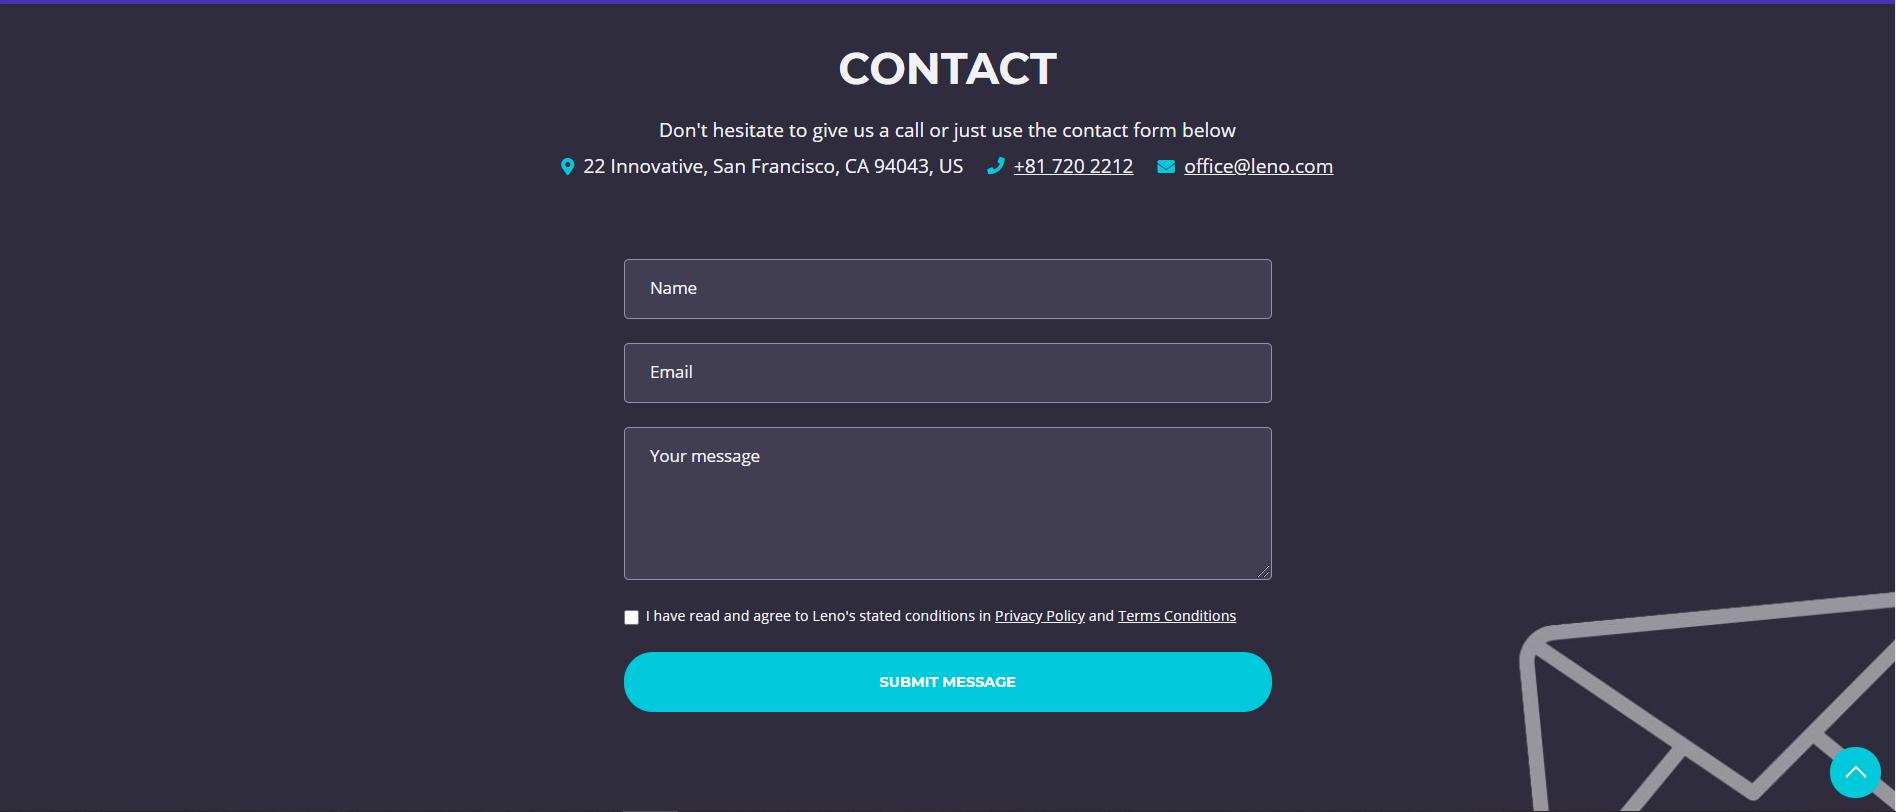 CONTACT
Don't hesitate to give us a call or just use the contact form below
22 Innovative, San Francisco, CA 94043, US +81 720 2212 office@leno.com
Name
Email
Your message
I have read and agree to Leno's stated conditions in Privacy Policy and Terms Conditions
SUBMIT MESSAGE